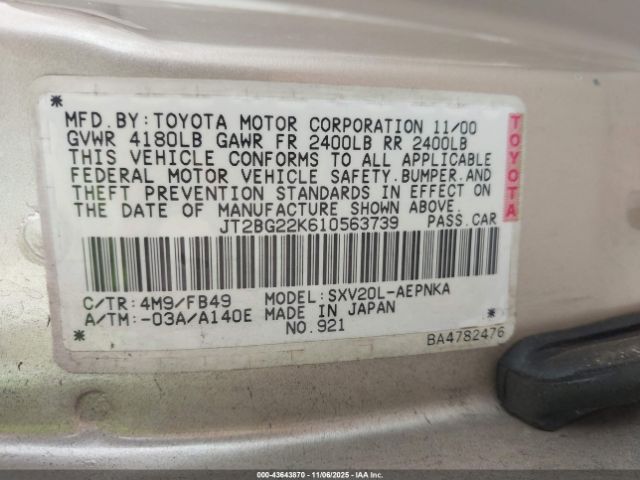 MFD.BY:TOYOTA MOTOR CORPORATION 11/00
GVWR 4180LB GAWR FR 2400LB RR 2400LB
THIS VEHICLE CONFORMS TO ALL APPLICABLE
FEDERAL MOTOR VEHICLE SAFETY.BUMPER.AND
THEFT PREVENTION STANDARDS IN EFFECT ON
THE DATE OF MANUFACTURE SHOWN ABOVE.
JT2BG22K610563739 PASS.CAR
C/TR:4M9/FB49 MODEL:SXV20L-AEPNKA
A/TM:-03A/A140E MADE IN JAPAN
NO.921
BA4782476
TOYOTA
000-43643870 11/06/2025 IAAI.COM